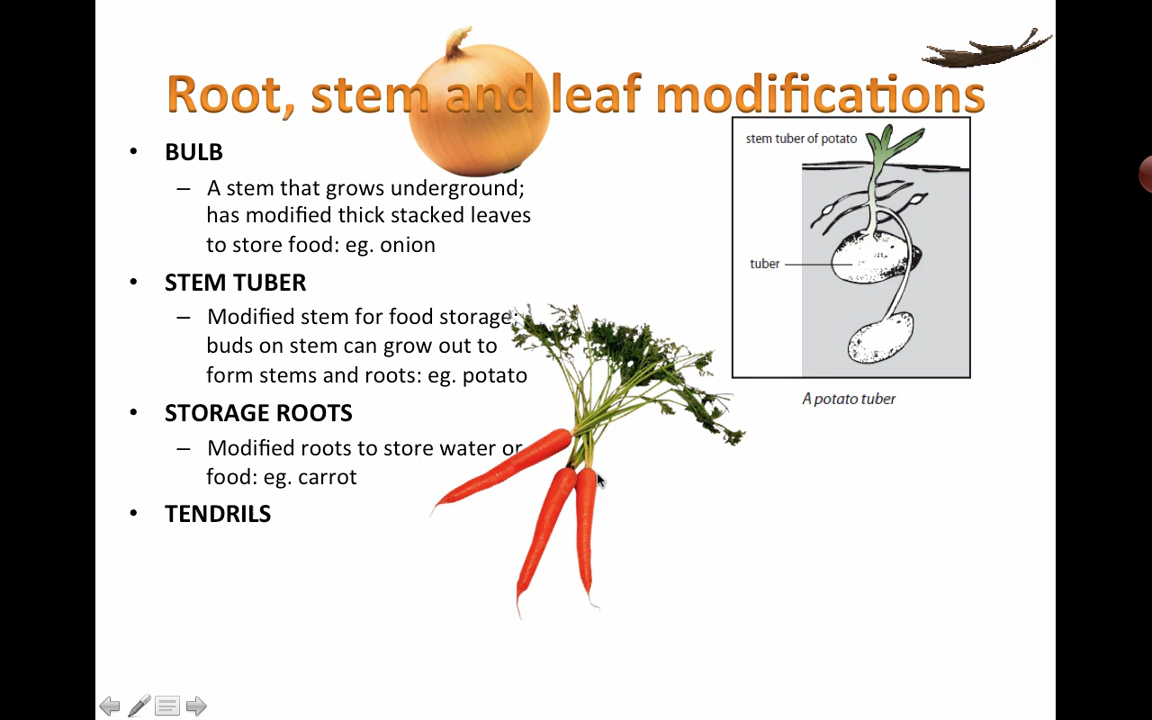 Root, stem and leaf modifications
• BULB
– A stem that grows underground;
has modified thick stacked leaves
to store food: eg. onion
• STEM TUBER
– Modified stem for food storage;
buds on stem can grow out to
form stems and roots: eg. potato
• STORAGE ROOTS
– Modified roots to store water or
food: eg. carrot
• TENDRILS
stem tuber of potato
tuber
A potato tuber